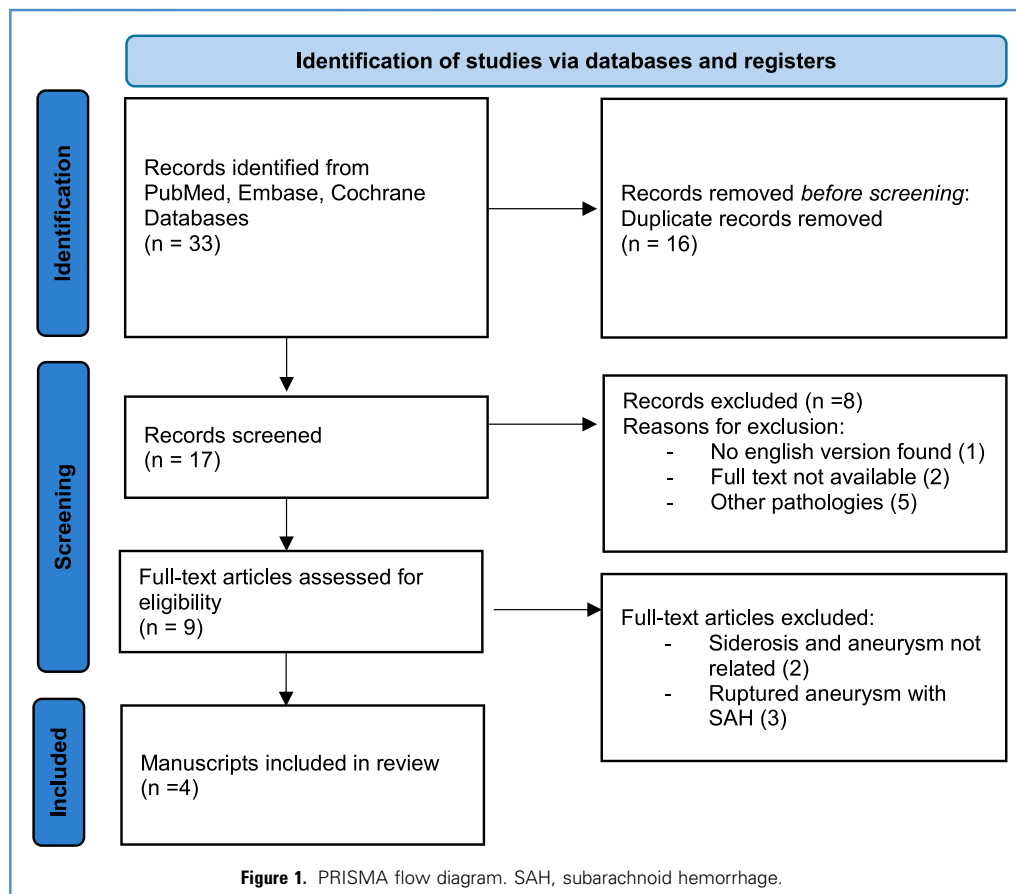 Identification of studies via databases and registers
Identification
Records identified from
PubMed, Embase, Cochrane
Databases
(n = 33)
Records removed before screening:
Duplicate records removed
(n = 16)
Screening
Records screened
(n = 17)
Records excluded (n =8)
Reasons for exclusion:
- No english version found (1)
- Full text not available (2)
- Other pathologies (5)
Full-text articles assessed for
eligibility
(n = 9)
Full-text articles excluded:
- Siderosis and aneurysm not
related (2)
- Ruptured aneurysm with
SAH (3)
Included
Manuscripts included in review
(n =4)
Figure 1. PRISMA flow diagram. SAH, subarachnoid hemorrhage.